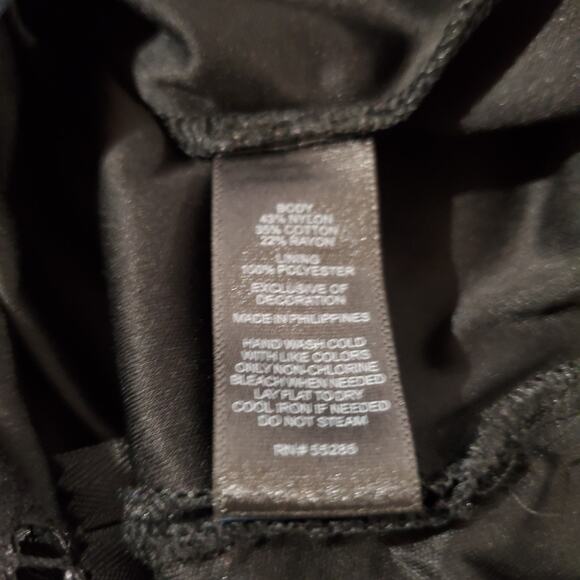 BODY
43% NYLON
35% COTTON
22% RAYON
LINING
100% POLYESTER
EXCLUSIVE OF
DECORATION
MADE IN PHILIPPINES
HAND WASH COLD
WITH LIKE COLORS
ONLY NON-CHLORINE
BLEACH WHEN NEEDED
LAY FLAT TO DRY
COOL IRON IF NEEDED
DO NOT STEAM
RN# 55285